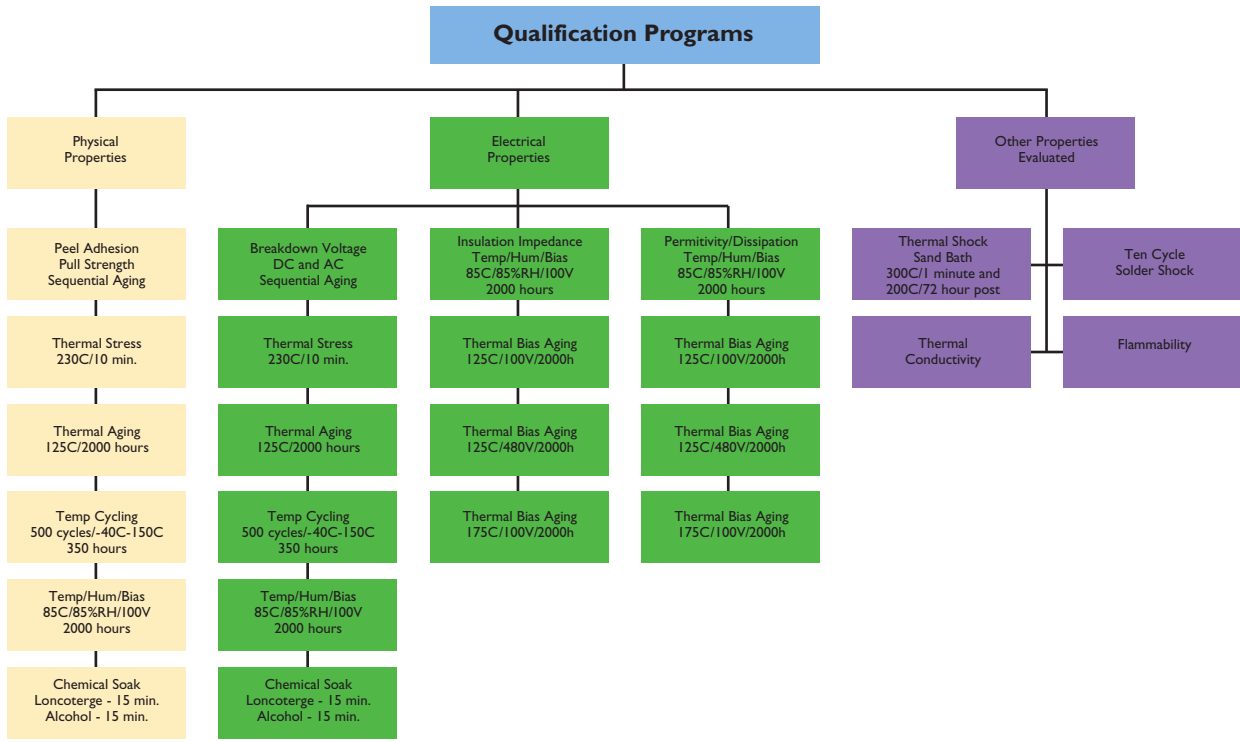 Qualification Programs
Physical
Properties
Electrical
Properties
Other Properties
Evaluated
Peel Adhesion
Pull Strength
Sequential Aging
Thermal Stress
230C/10 min.
Thermal Aging
125C/2000 hours
Temp Cycling
500 cycles/-40C-150C
350 hours
Temp/Hum/Bias
85C/85%RH/100V
2000 hours
Chemical Soak
Loncoterge - 15 min.
Alcohol - 15 min.
Breakdown Voltage
DC and AC
Sequential Aging
Thermal Stress
230C/10 min.
Thermal Aging
125C/2000 hours
Temp Cycling
500 cycles/-40C-150C
350 hours
Temp/Hum/Bias
85C/85%RH/100V
2000 hours
Chemical Soak
Loncoterge - 15 min.
Alcohol - 15 min.
Insulation Impedance
Temp/Hum/Bias
85C/85%RH/100V
2000 hours
Thermal Bias Aging
125C/100V/2000h
Thermal Bias Aging
125C/480V/2000h
Thermal Bias Aging
175C/100V/2000h
Permitivity/Dissipation
Temp/Hum/Bias
85C/85%RH/100V
2000 hours
Thermal Bias Aging
125C/100V/2000h
Thermal Bias Aging
125C/480V/2000h
Thermal Bias Aging
175C/100V/2000h
Thermal Shock
Sand Bath
300C/1 minute and
200C/72 hour post
Ten Cycle
Solder Shock
Thermal
Conductivity
Flammability